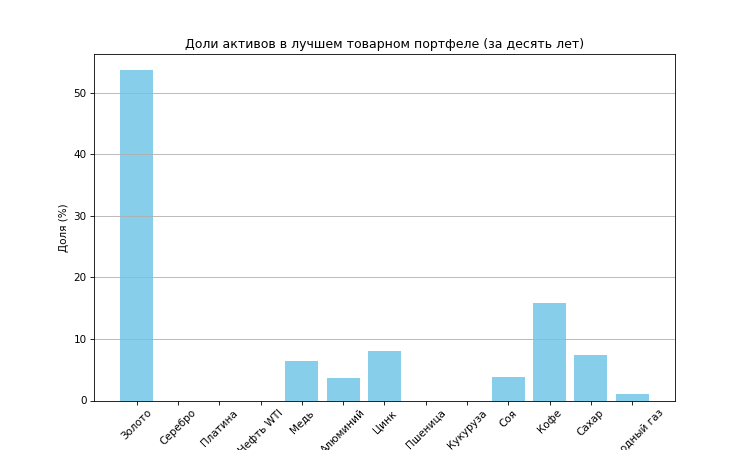 Доли активов в лучшем товарном портфеле (за десять лет)
Доля (%)
50
40
30
20
10
0
Золото
Серебро
Платина
Нефть WTI
Медь
Алюминий
Цинк
Пшеница
Кукуруза
Соя
Кофе
Сахар
одный газ